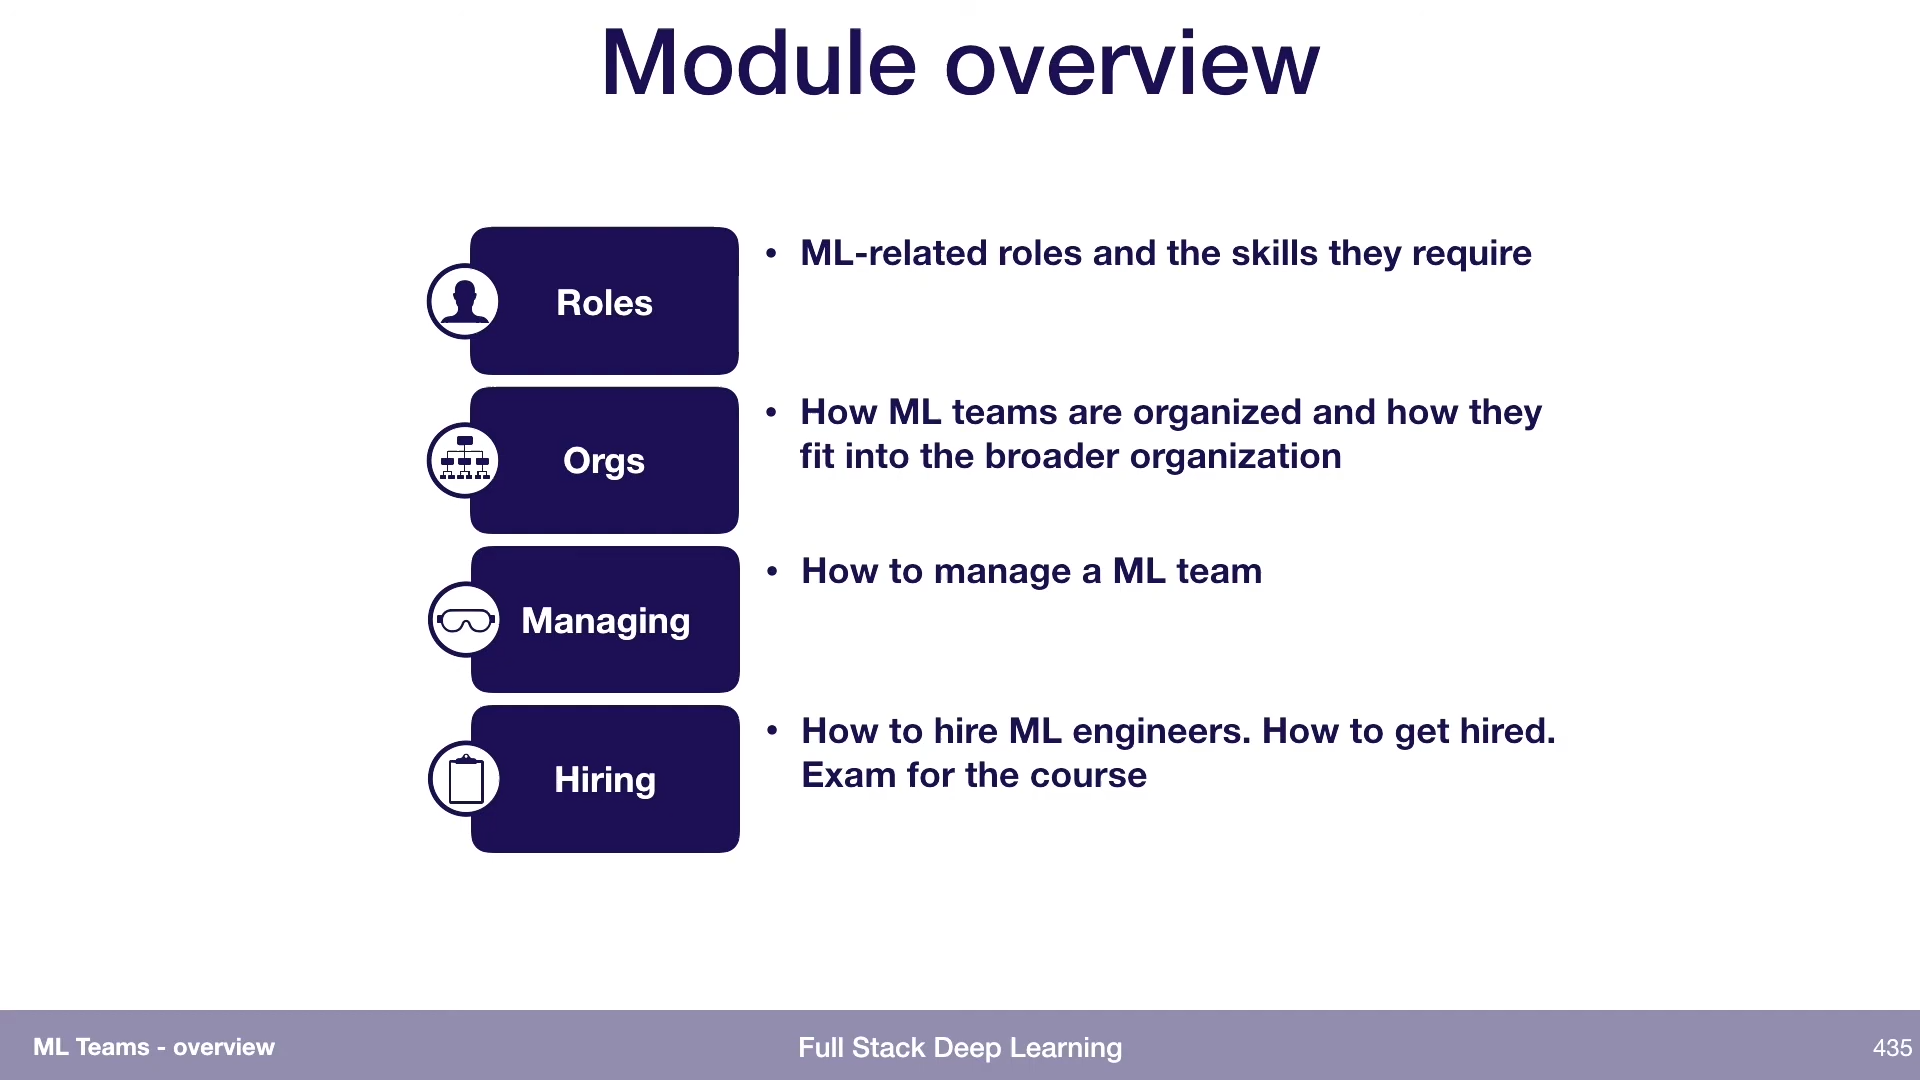 Module overview
Roles
• ML-related roles and the skills they require
Orgs
• How ML teams are organized and how they
fit into the broader organization
Managing
• How to manage a ML team
Hiring
• How to hire ML engineers. How to get hired.
Exam for the course
ML Teams - overview
Full Stack Deep Learning
435